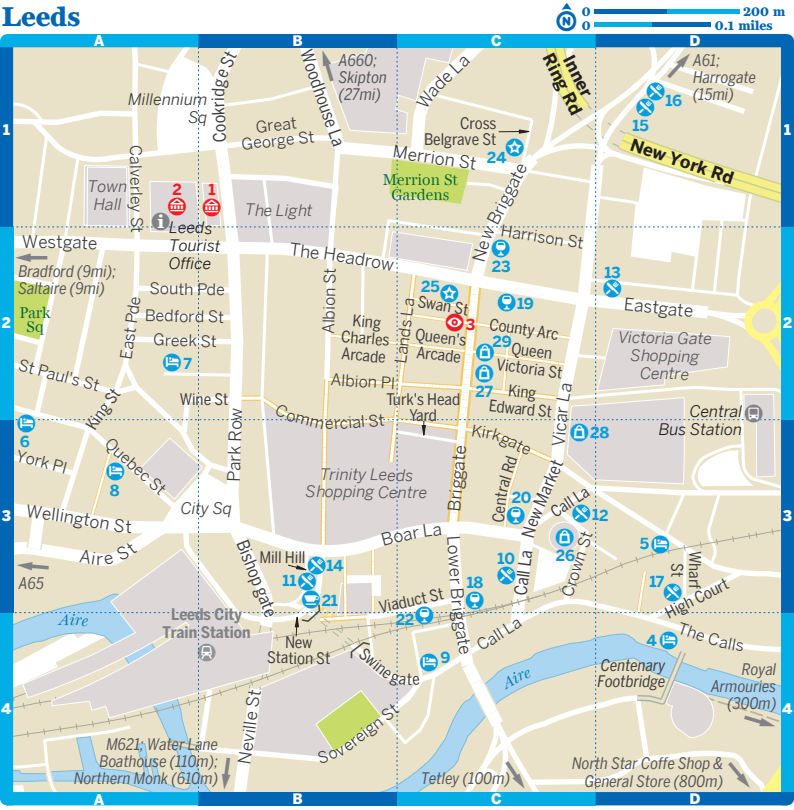 Leeds
N
0 200 m
0 0.1 miles
A B C D
1
Millennium
Sq
Cookridge St
Woodhouse La
A660;
Skipton
(27mi)
Wade La
Inner
Ring Rd
A61;
Harrogate
(15mi)
16
15
1
Great
George St
Cross
Belgrave St
24
Merrion St
New York Rd
Calverley St
Town
Hall
2
1
The Light
Merrion St
Gardens
New Briggate
i
Leeds
Tourist
Office
Harrison St
23
Westgate
The Headrow
Bradford (9mi);
Saltaire (9mi)
South Pde
13
Eastgate
25
Swan St
19
Park
Sq
2
East Pde
Bedford St
Greek St
7
Albion St
King
Charles
Arcade
Lands La
3
Queen's
Arcade
County Arc
29
Queen
Victoria St
27
Victoria Gate
Shopping
Centre
2
St Paul's St
King St
Wine St
Albion Pl
Turk's Head
Yard
King
Edward St
Vicar La
Central
Bus Station
6
Park Row
Commercial St
Kirkgate
28
York Pl
Quebec St
8
Trinity Leeds
Shopping Centre
Briggate
Central Rd
New Market
20
Call La
12
3
Wellington St
City Sq
Boar La
26
5
3
Aire St
Bishopgate
Mill Hill
14
11
21
Lower Briggate
10
Call La
Crown St
Wharf
St
17
High Court
A65
Viaduct St
18
22
Aire
Leeds City
Train Station
New
Station St
Swinegate
9
Call La
4
The Calls
Aire
Centenary
Footbridge
Royal
Armouries
(300m)
4
Neville St
Sovereign St
4
M621; Water Lane
Boathouse (110m);
Northern Monk (610m)
Tetley (100m)
North Star Coffe Shop &
General Store (800m)
A B C D